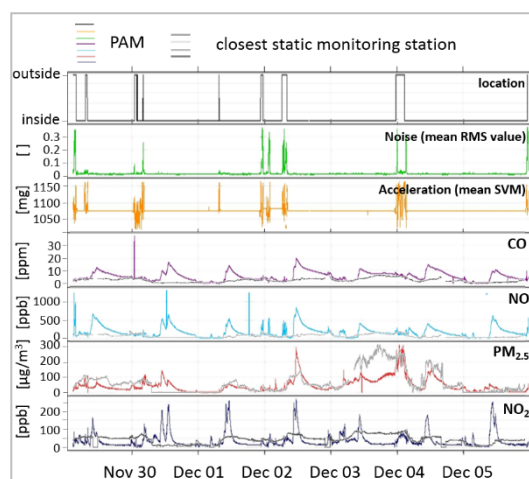 PAM
closest static monitoring station
outside
location
inside
0.3
Noise (mean RMS value)
0.2
0.1
0.0
[ ]
1150
Acceleration (mean SVM)
1100
1050
[mg]
CO
30
20
10
0
[ppm]
NO
1000
500
0
[ppb]
300
PM2.5
200
100
0
[µg/m³]
NO2
200
100
0
[ppb]
Nov 30 Dec 01 Dec 02 Dec 03 Dec 04 Dec 05